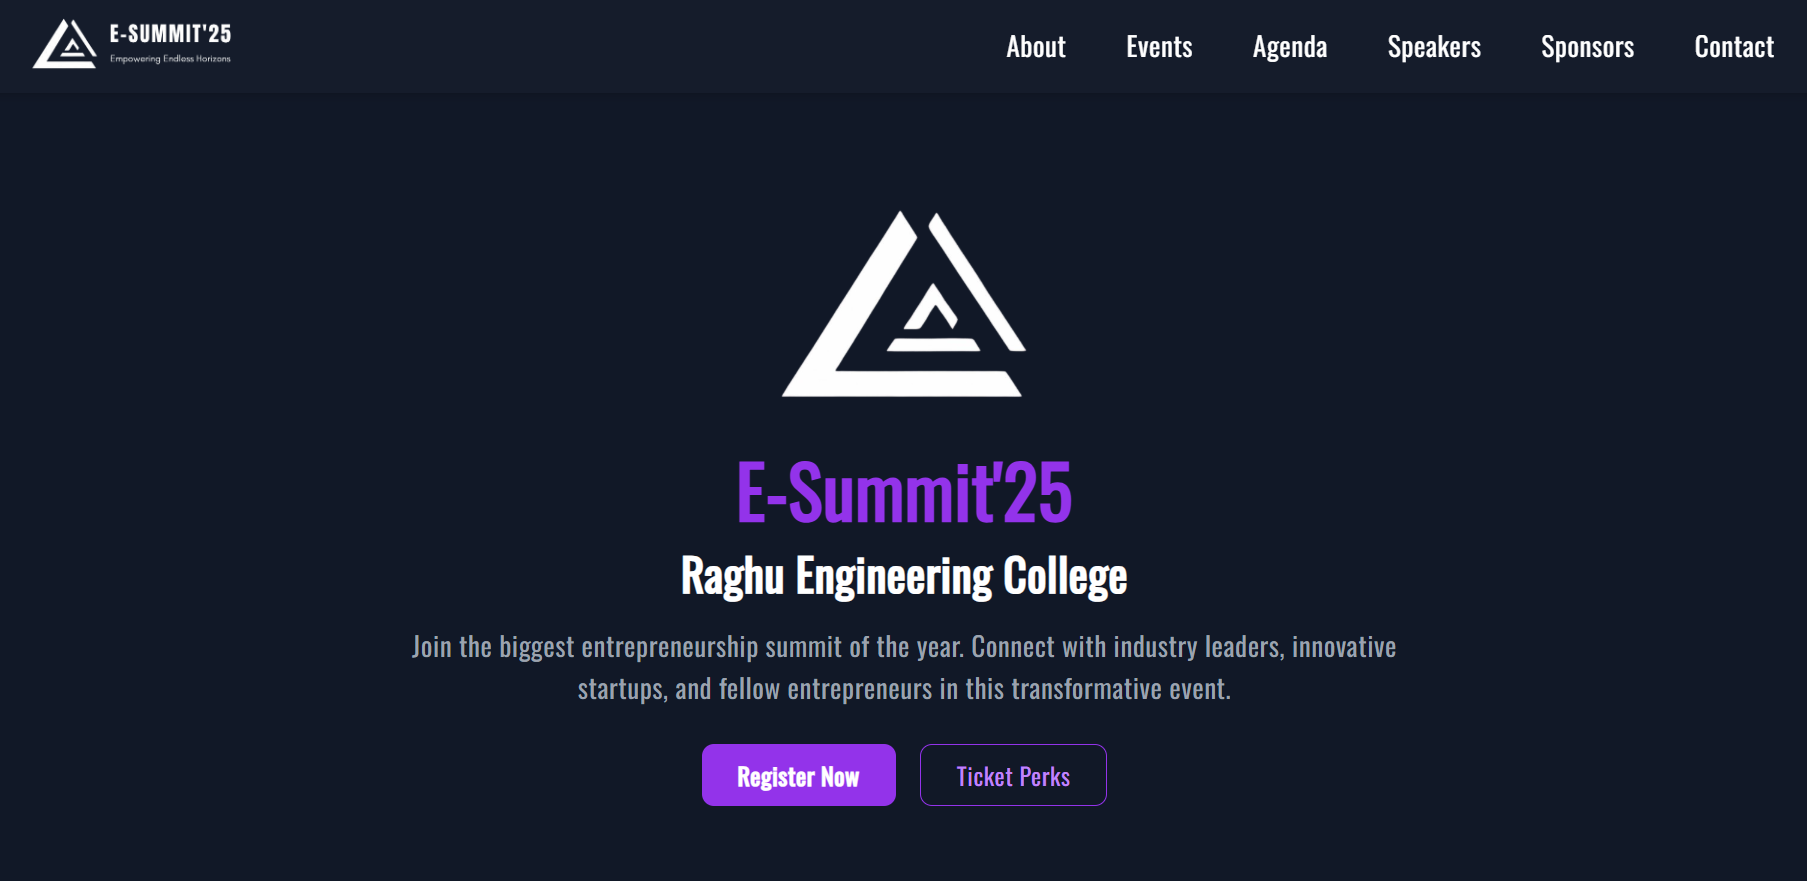 E-SUMMIT'25
Empowering Endless Horizons
About
Events
Agenda
Speakers
Sponsors
Contact
E-Summit'25
Raghu Engineering College
Join the biggest entrepreneurship summit of the year. Connect with industry leaders, innovative
startups, and fellow entrepreneurs in this transformative event.
Register Now
Ticket Perks